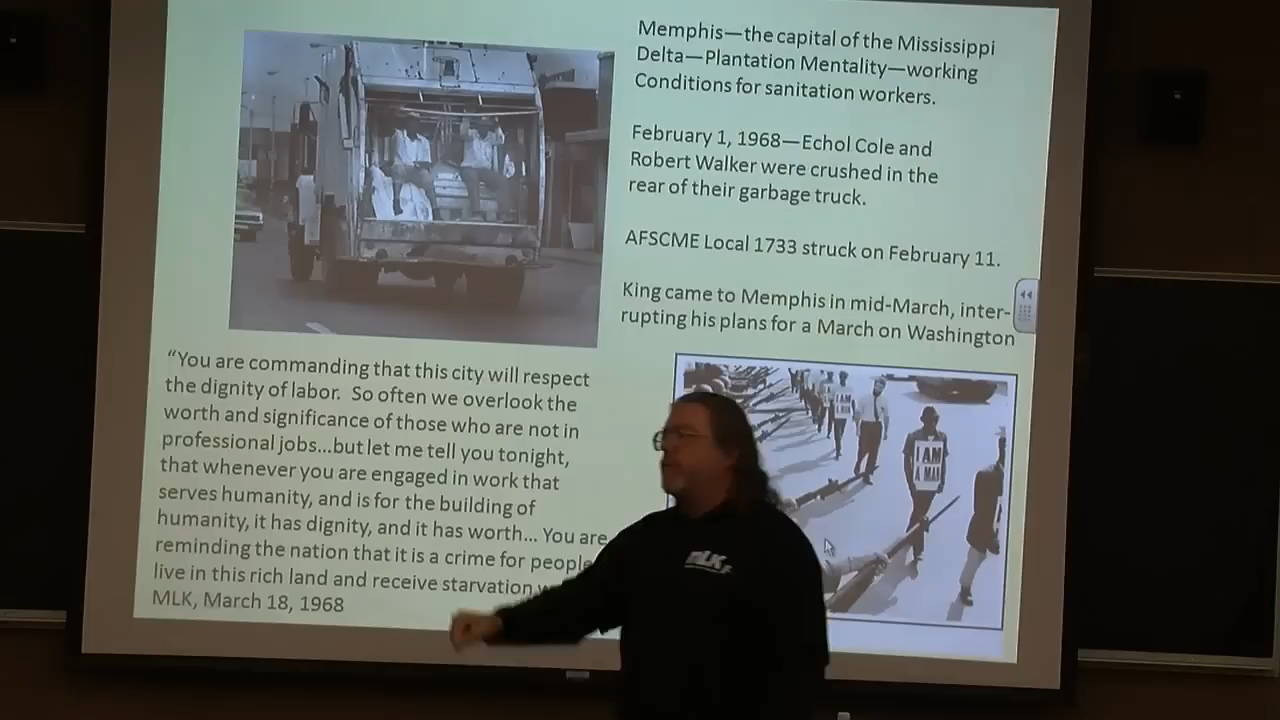 Memphis—the capital of the Mississippi
Delta—Plantation Mentality—working
Conditions for sanitation workers.
February 1, 1968—Echol Cole and
Robert Walker were crushed in the
rear of their garbage truck.
AFSCME Local 1733 struck on February 11.
King came to Memphis in mid-March, inter-
rupting his plans for a March on Washington
“You are commanding that this city will respect
the dignity of labor.  So often we overlook the
worth and significance of those who are not in
professional jobs...but let me tell you tonight,
that whenever you are engaged in work that
serves humanity, and is for the building of
humanity, it has dignity, and it has worth... You are
reminding the nation that it is a crime for people
live in this rich land and receive starvation
MLK, March 18, 1968
I AM
A MAN
I AM
A MAN
MLK